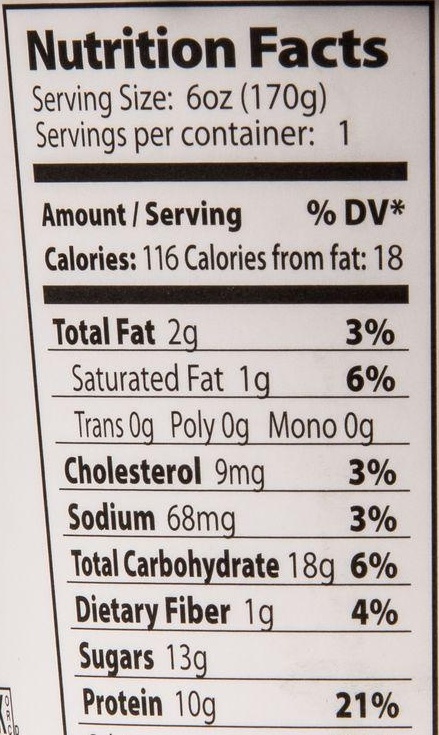 Nutrition Facts
Serving Size: 6oz (170g)
Servings per container: 1
Amount / Serving % DV*
Calories: 116 Calories from fat: 18
Total Fat 2g 3%
Saturated Fat 1g 6%
Trans 0g Poly 0g Mono 0g
Cholesterol 9mg 3%
Sodium 68mg 3%
Total Carbohydrate 18g 6%
Dietary Fiber 1g 4%
Sugars 13g
Protein 10g 21%